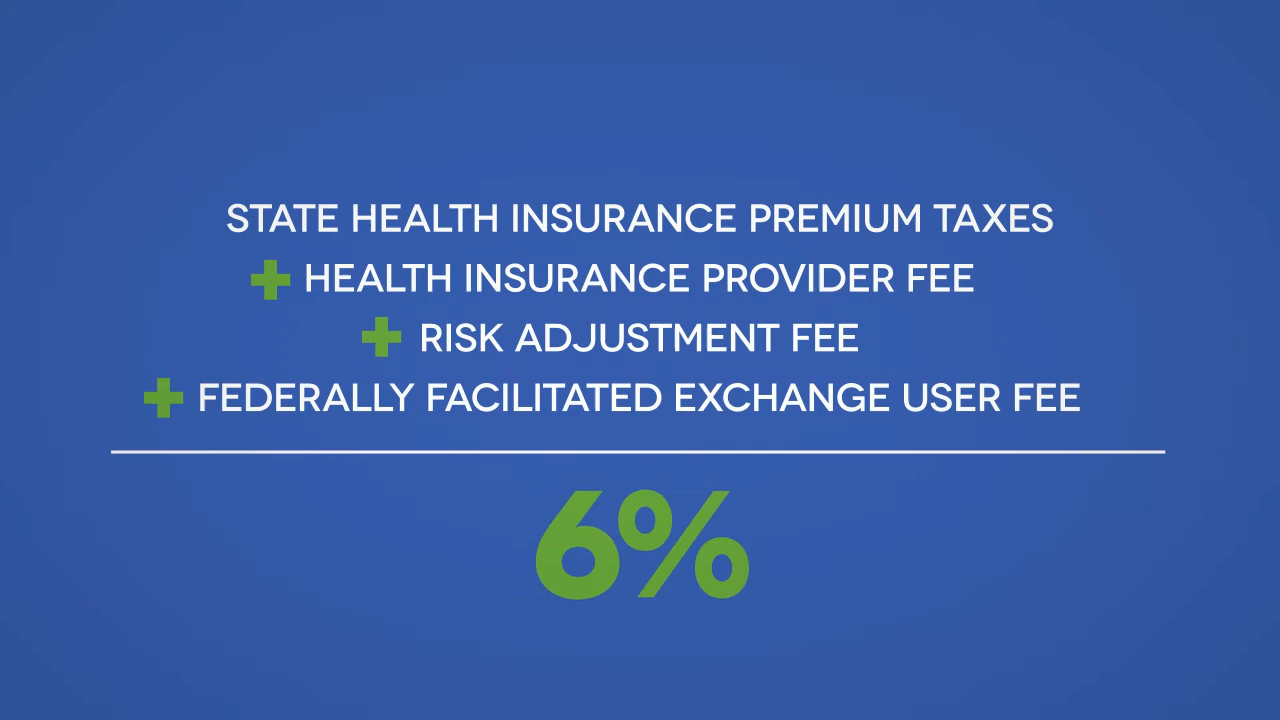 STATE HEALTH INSURANCE PREMIUM TAXES
+ HEALTH INSURANCE PROVIDER FEE
+ RISK ADJUSTMENT FEE
+ FEDERALLY FACILITATED EXCHANGE USER FEE
6%